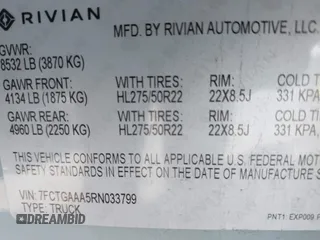 RIVIAN
MFD. BY RIVIAN AUTOMOTIVE, LLC.
GVWR:
8532 LB (3870 KG)
GAWR FRONT: WITH TIRES: RIM: COLD TI
4134 LB (1875 KG) HL275/50R22 22X8.5J 331 KPA
GAWR REAR: WITH TIRES: RIM: COLD TI
4960 LB (2250 KG) HL275/50R22 22X8.5J 331 KPA,
THIS VEHICLE CONFORMS TO ALL APPLICABLE U.S. FEDERAL MOTOR
IN EFFECT ON THE DATE OF MANUFACTURE
VIN: 7FCTGAAA5RN033799
TYPE: TRUCK
PNT1: EXP009.P
DREAMBID